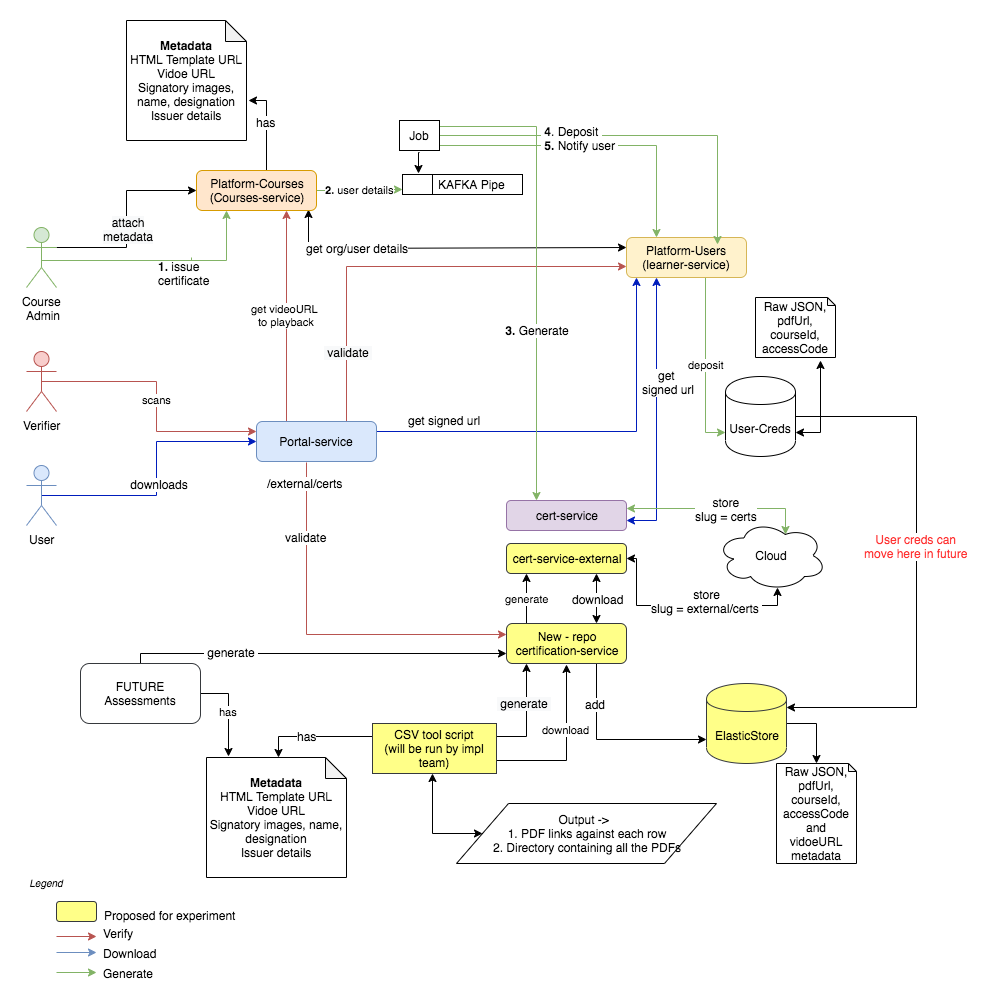 Metadata
HTML Template URL
Vidoe URL
Signatory images,
name, designation
Issuer details
has
Job
4. Deposit
5. Notify user
KAFKA Pipe
Platform-Courses
(Courses-service)
2. user details
attach
metadata
get org/user details
Platform-Users
(learner-service)
1. issue
certificate
Course
Admin
get videoURL
to playback
3. Generate
validate
Raw JSON,
pdfUrl,
courseId,
accessCode
deposit
get
signed url
scans
Verifier
Portal-service
get signed url
User-Creds
downloads
/external/certs
User
validate
cert-service
store
slug = certs
Cloud
User creds can
move here in future
cert-service-external
generate
download
store
slug = external/certs
New - repo
certification-service
generate
FUTURE
Assessments
has
generate
add
download
has
CSV tool script
(will be run by impl
team)
ElasticStore
Metadata
HTML Template URL
Vidoe URL
Signatory images, name,
designation
Issuer details
Raw JSON,
pdfUrl,
courseId,
accessCode
and
vidoeURL
metadata
Output ->
1. PDF links against each row
2. Directory containing all the PDFs
Legend
Proposed for experiment
Verify
Download
Generate